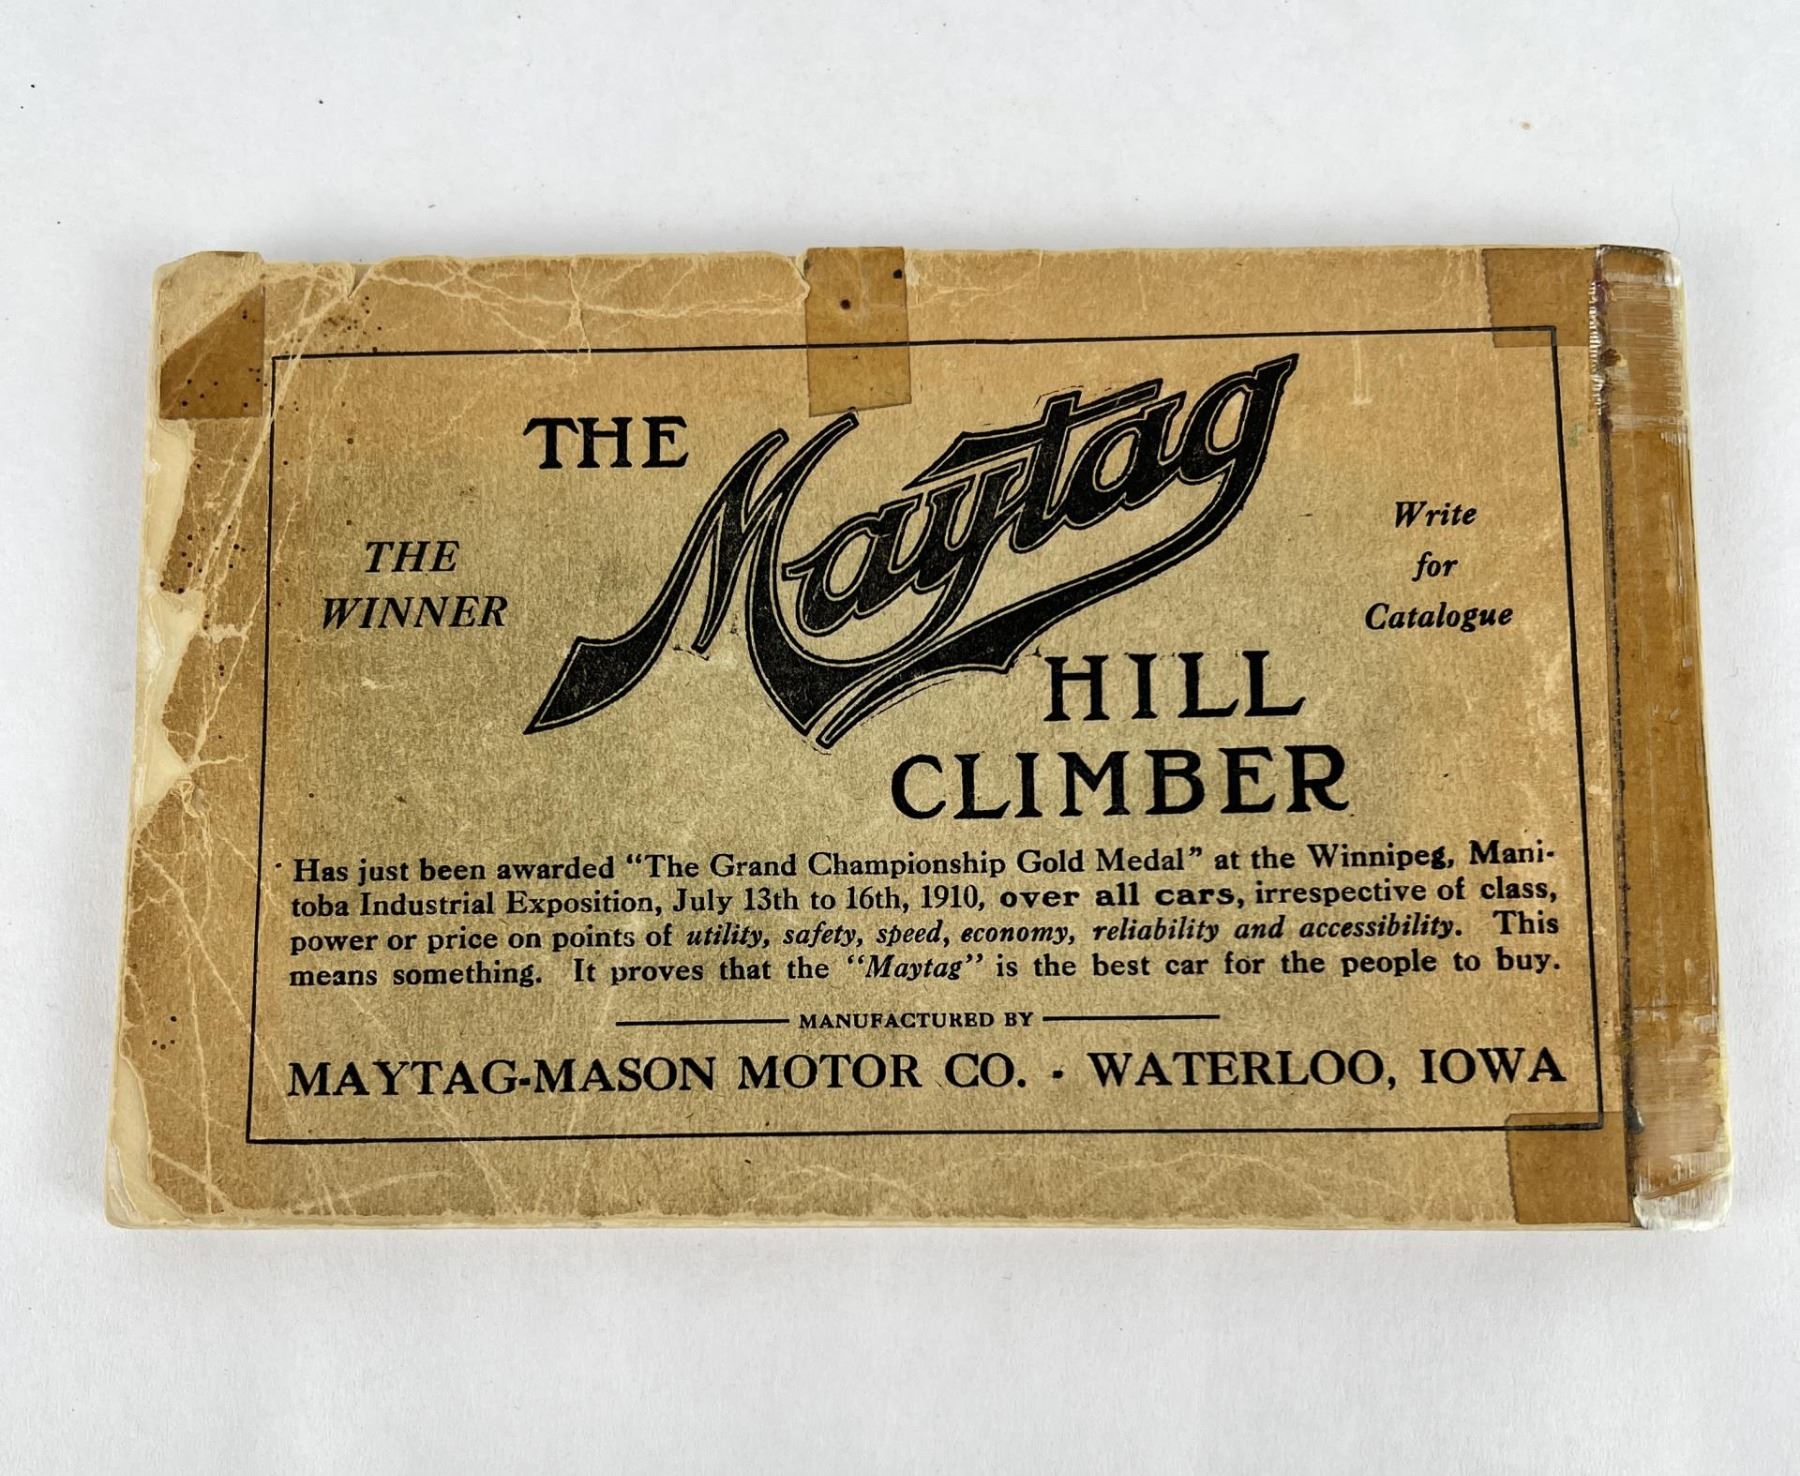 THE Maytag
THE
WINNER
Write
for
Catalogue
HILL
CLIMBER
Has just been awarded “The Grand Championship Gold Medal” at the Winnipeg, Mani-
toba Industrial Exposition, July 13th to 16th, 1910, over all cars, irrespective of class,
power or price on points of utility, safety, speed, economy, reliability and accessibility. This
means something. It proves that the “Maytag” is the best car for the people to buy.
MANUFACTURED BY
MAYTAG-MASON MOTOR CO. - WATERLOO, IOWA